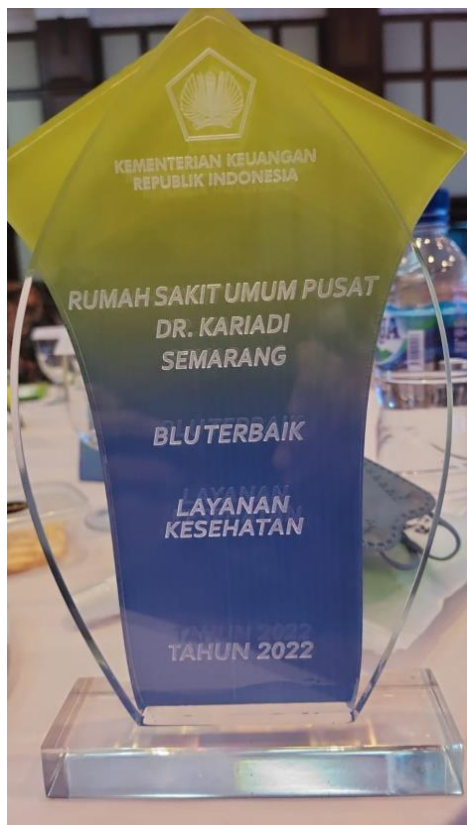 KEMENTERIAN KEUANGAN
REPUBLIK INDONESIA
RUMAH SAKIT UMUM PUSAT
DR. KARIADI
SEMARANG
BLU TERBAIK
LAYANAN
KESEHATAN
TAHUN 2022